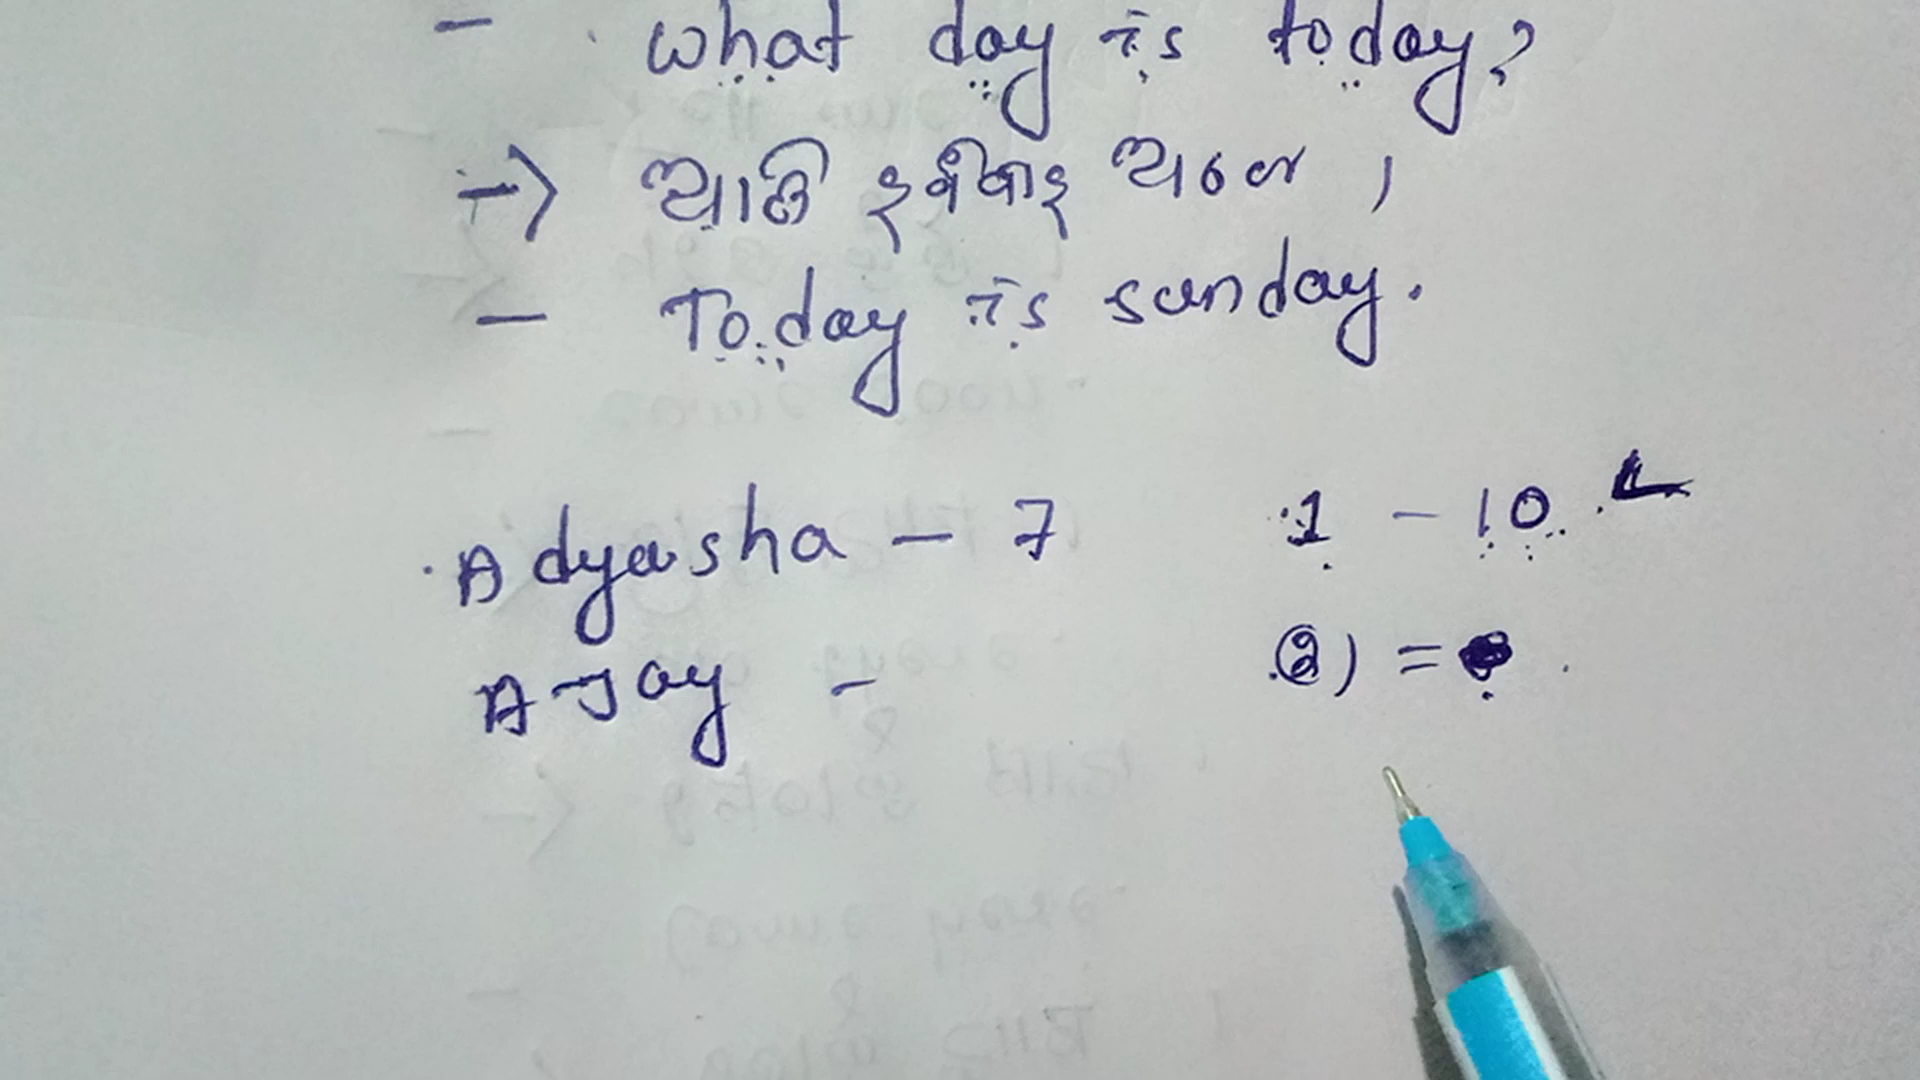 - what day is today?
→ ଆଜି ରବିବାର ଅଟେ ।
- Today is sunday.
Adyasha - 7 1 - 10
AJay - 2) =